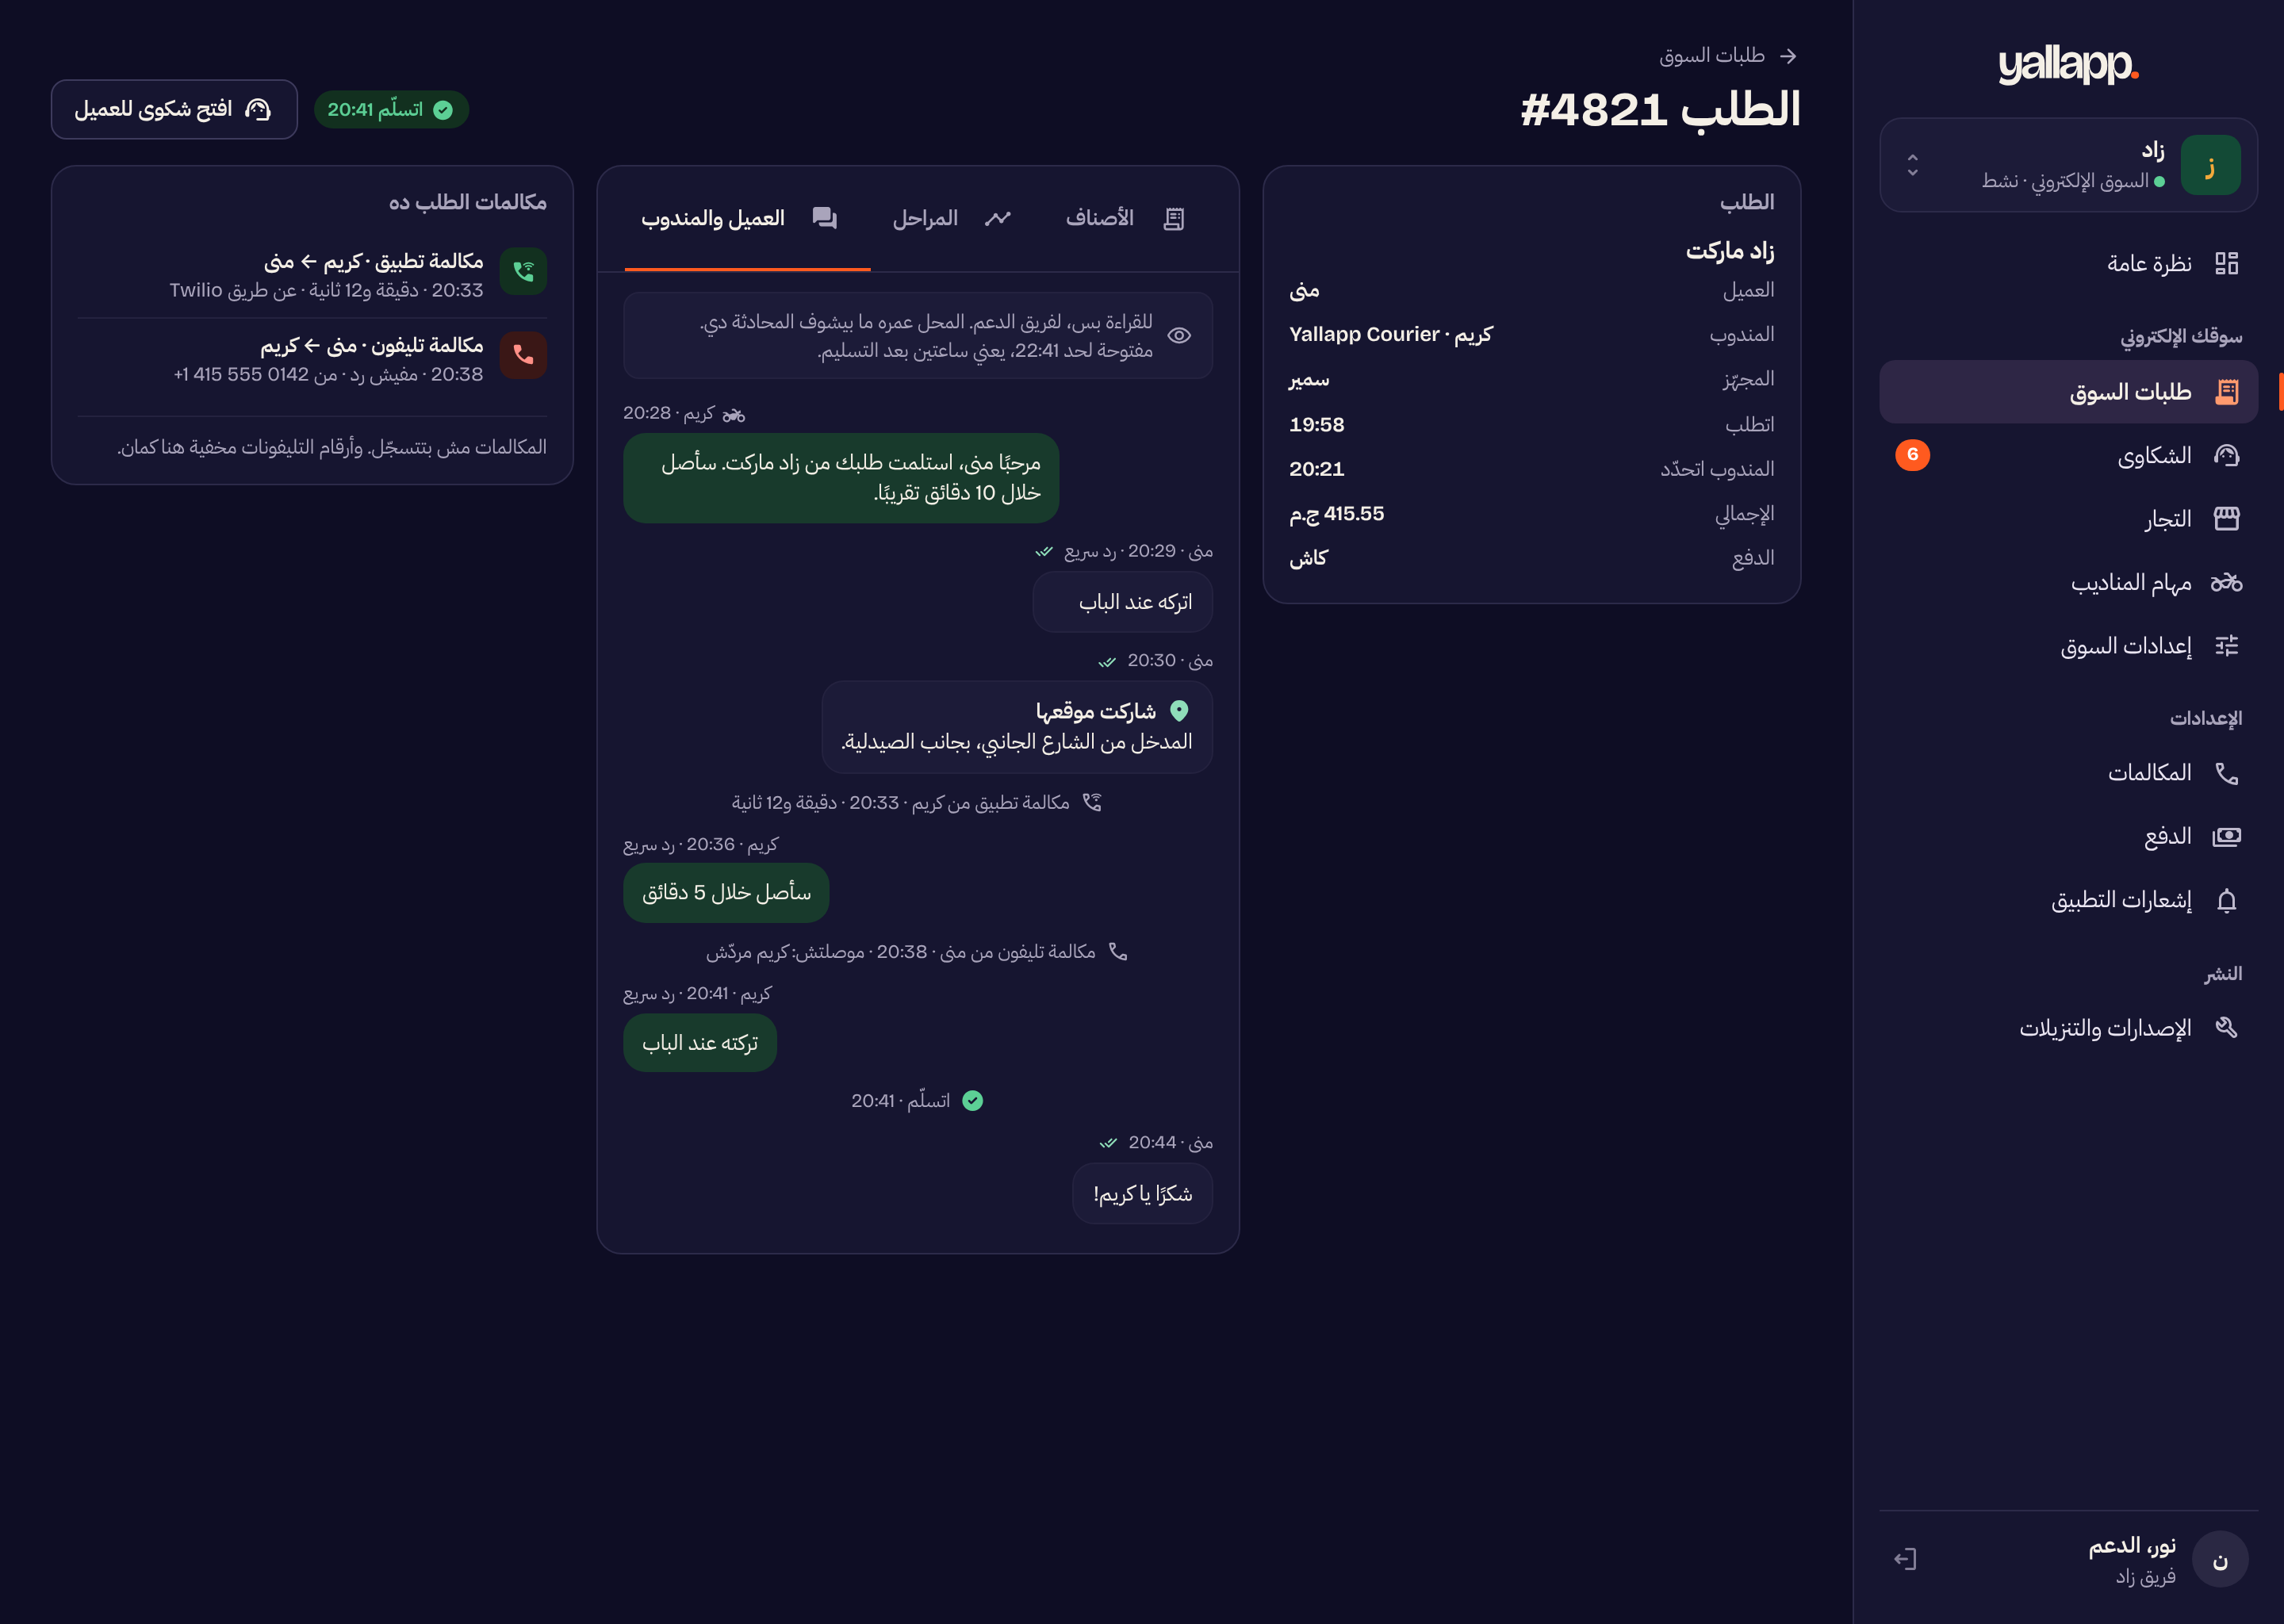 yallapp.
ز
زاد
السوق الإلكتروني · نشط
نظرة عامة
سوقك الإلكتروني
طلبات السوق
الشكاوى
6
التجار
مهام المناديب
إعدادات السوق
الإعدادات
المكالمات
الدفع
إشعارات التطبيق
النشر
الإصدارات والتنزيلات
ن
نور، الدعم
فريق زاد
طلبات السوق
الطلب 4821#
اتسلّم 20:41
افتح شكوى للعميل
الطلب
زاد ماركت
العميل منى
المندوب كريم · Yallapp Courier
المجهّز سمير
اتطلب 19:58
المندوب اتحدّد 20:21
الإجمالي 415.55 ج.م
الدفع كاش
الأصناف
المراحل
العميل والمندوب
للقراءة بس، لفريق الدعم. المحل عمره ما بيشوف المحادثة دي.
مفتوحة لحد 22:41، يعني ساعتين بعد التسليم.
كريم · 20:28
مرحبًا منى، استلمت طلبك من زاد ماركت. سأصل
خلال 10 دقائق تقريبًا.
منى · 20:29 · رد سريع
اتركه عند الباب
منى · 20:30
شاركت موقعها
المدخل من الشارع الجانبي، بجانب الصيدلية.
مكالمة تطبيق من كريم · 20:33 · دقيقة و12 ثانية
كريم · 20:36 · رد سريع
سأصل خلال 5 دقائق
مكالمة تليفون من منى · 20:38 · موصلتش: كريم مردّش
كريم · 20:41 · رد سريع
تركته عند الباب
اتسلّم · 20:41
منى · 20:44
شكرًا يا كريم!
مكالمات الطلب ده
مكالمة تطبيق · كريم ← منى
20:33 · دقيقة و12 ثانية · عن طريق Twilio
مكالمة تليفون · منى ← كريم
20:38 · مفيش رد · من 0142 555 415 1+
المكالمات مش بتتسجّل. وأرقام التليفونات مخفية هنا كمان.